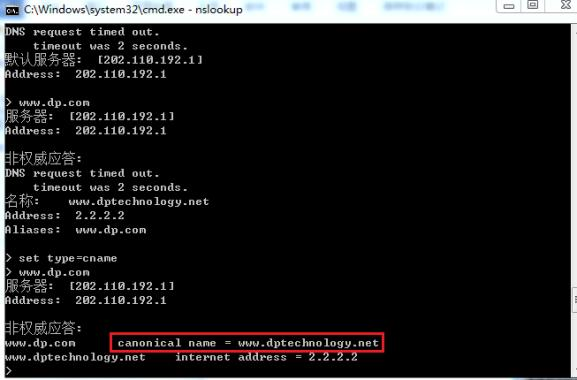 C:\Windows\system32\cmd.exe - nslookup
DNS request timed out.
timeout was 2 seconds.
默认服务器: [202.110.192.1]
Address: 202.110.192.1
> www.dp.com
服务器: [202.110.192.1]
Address: 202.110.192.1
非权威应答:
DNS request timed out.
timeout was 2 seconds.
名称: www.dptechnology.net
Address: 2.2.2.2
Aliases: www.dp.com
> set type=cname
> www.dp.com
服务器: [202.110.192.1]
Address: 202.110.192.1
非权威应答:
www.dp.com canonical name = www.dptechnology.net
www.dptechnology.net internet address = 2.2.2.2
>